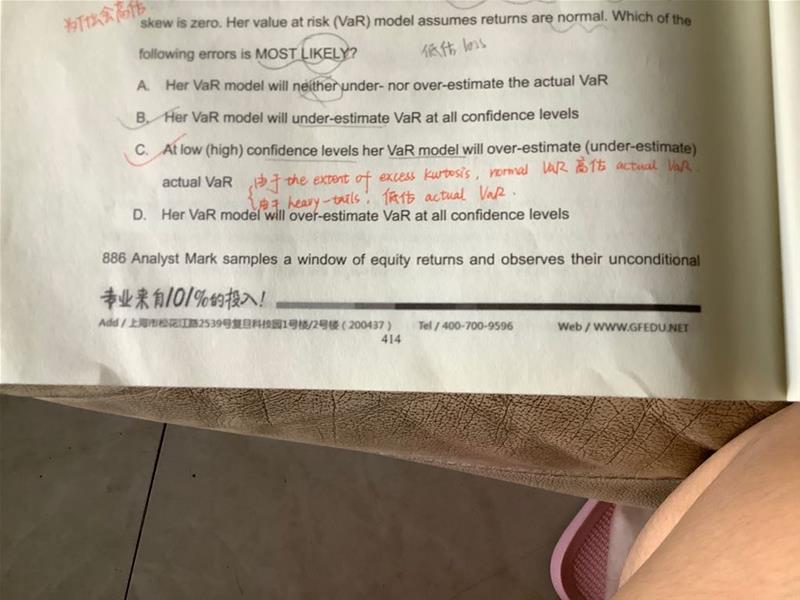 为什么会高估
skew is zero. Her value at risk (VaR) model assumes returns are normal. Which of the
following errors is MOST LIKELY?
低估 loss
A. Her VaR model will neither under- nor over-estimate the actual VaR
B. Her VaR model will under-estimate VaR at all confidence levels
C. At low (high) confidence levels her VaR model will over-estimate (under-estimate)
actual VaR
由于 the extent of excess kurtosis, normal VaR 高估 actual VaR.
由于 heavy-tails, 低估 actual VaR.
D. Her VaR model will over-estimate VaR at all confidence levels
886 Analyst Mark samples a window of equity returns and observes their unconditional
专业来自101%的投入!
Add / 上海市松花江路2539号复旦科技园1号楼/2号楼（200437） Tel / 400-700-9596 Web / WWW.GFEDU.NET
414